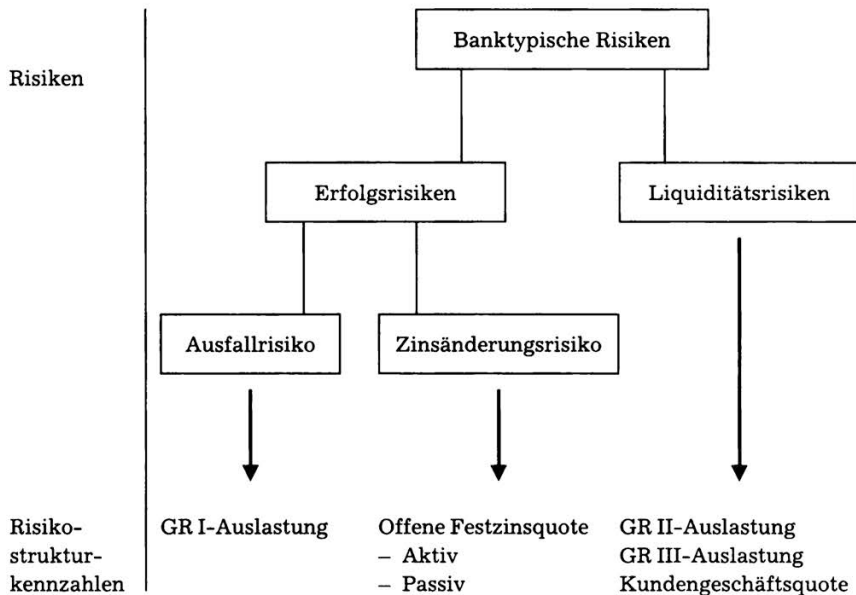 Banktypische Risiken
Risiken
Erfolgsrisiken
Liquiditätsrisiken
Ausfallrisiko
Zinsänderungsrisiko
Risiko-
struktur-
kennzahlen
GR I-Auslastung
Offene Festzinsquote
– Aktiv
– Passiv
GR II-Auslastung
GR III-Auslastung
Kundengeschäftsquote